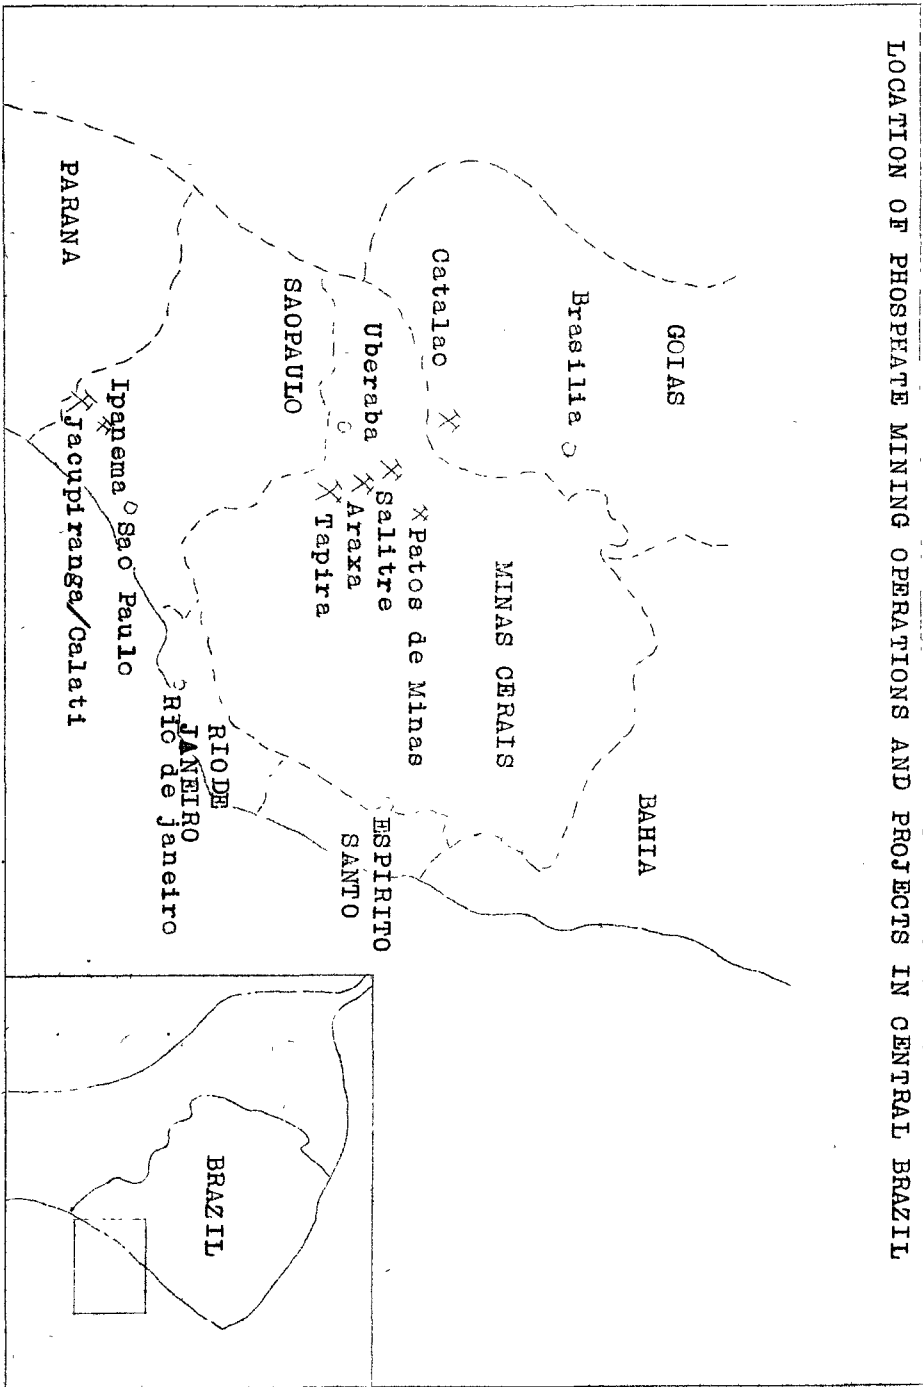 LOCATION OF PHOSPHEATE MINING OPERATIONS AND PROJECTS IN CENTRAL BRAZIL
GOIAS
BAHIA
Brasilia
MINAS CERAIS
Catalao
Patos de Minas
Uberaba
Salitre
Araxa
Tapira
ESPIRITO
SANTO
SAOPAULO
RIODE
JANEIRO
Rio de janeiro
Sao Paulo
Ipanema
Jacupiranga/Calati
PARANA
BRAZIL